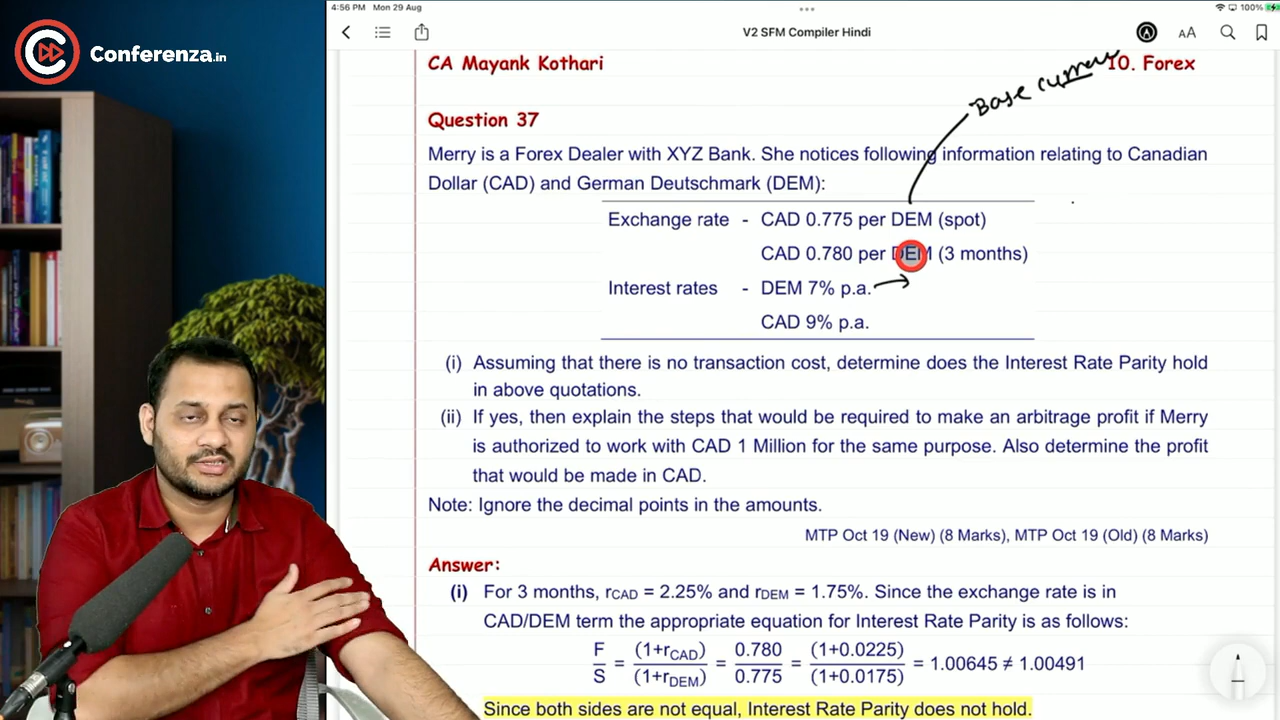 4:56 PM Mon 29 Aug
100%
Conferenza.in
V2 SFM Compiler Hindi
AA
CA Mayank Kothari
10. Forex
Base
Question 37
Merry is a Forex Dealer with XYZ Bank. She notices following information relating to Canadian
Dollar (CAD) and German Deutschmark (DEM):
Exchange rate - CAD 0.775 per DEM (spot)
CAD 0.780 per DEM (3 months)
Interest rates - DEM 7% p.a.
CAD 9% p.a.
(i) Assuming that there is no transaction cost, determine does the Interest Rate Parity hold
in above quotations.
(ii) If yes, then explain the steps that would be required to make an arbitrage profit if Merry
is authorized to work with CAD 1 Million for the same purpose. Also determine the profit
that would be made in CAD.
Note: Ignore the decimal points in the amounts.
MTP Oct 19 (New) (8 Marks), MTP Oct 19 (Old) (8 Marks)
Answer:
(i) For 3 months, rCAD = 2.25% and rDEM = 1.75%. Since the exchange rate is in
CAD/DEM term the appropriate equation for Interest Rate Parity is as follows:
F/S = (1+rCAD)/(1+rDEM) = 0.780/0.775 = (1+0.0225)/(1+0.0175) = 1.00645 ≠ 1.00491
Since both sides are not equal, Interest Rate Parity does not hold.